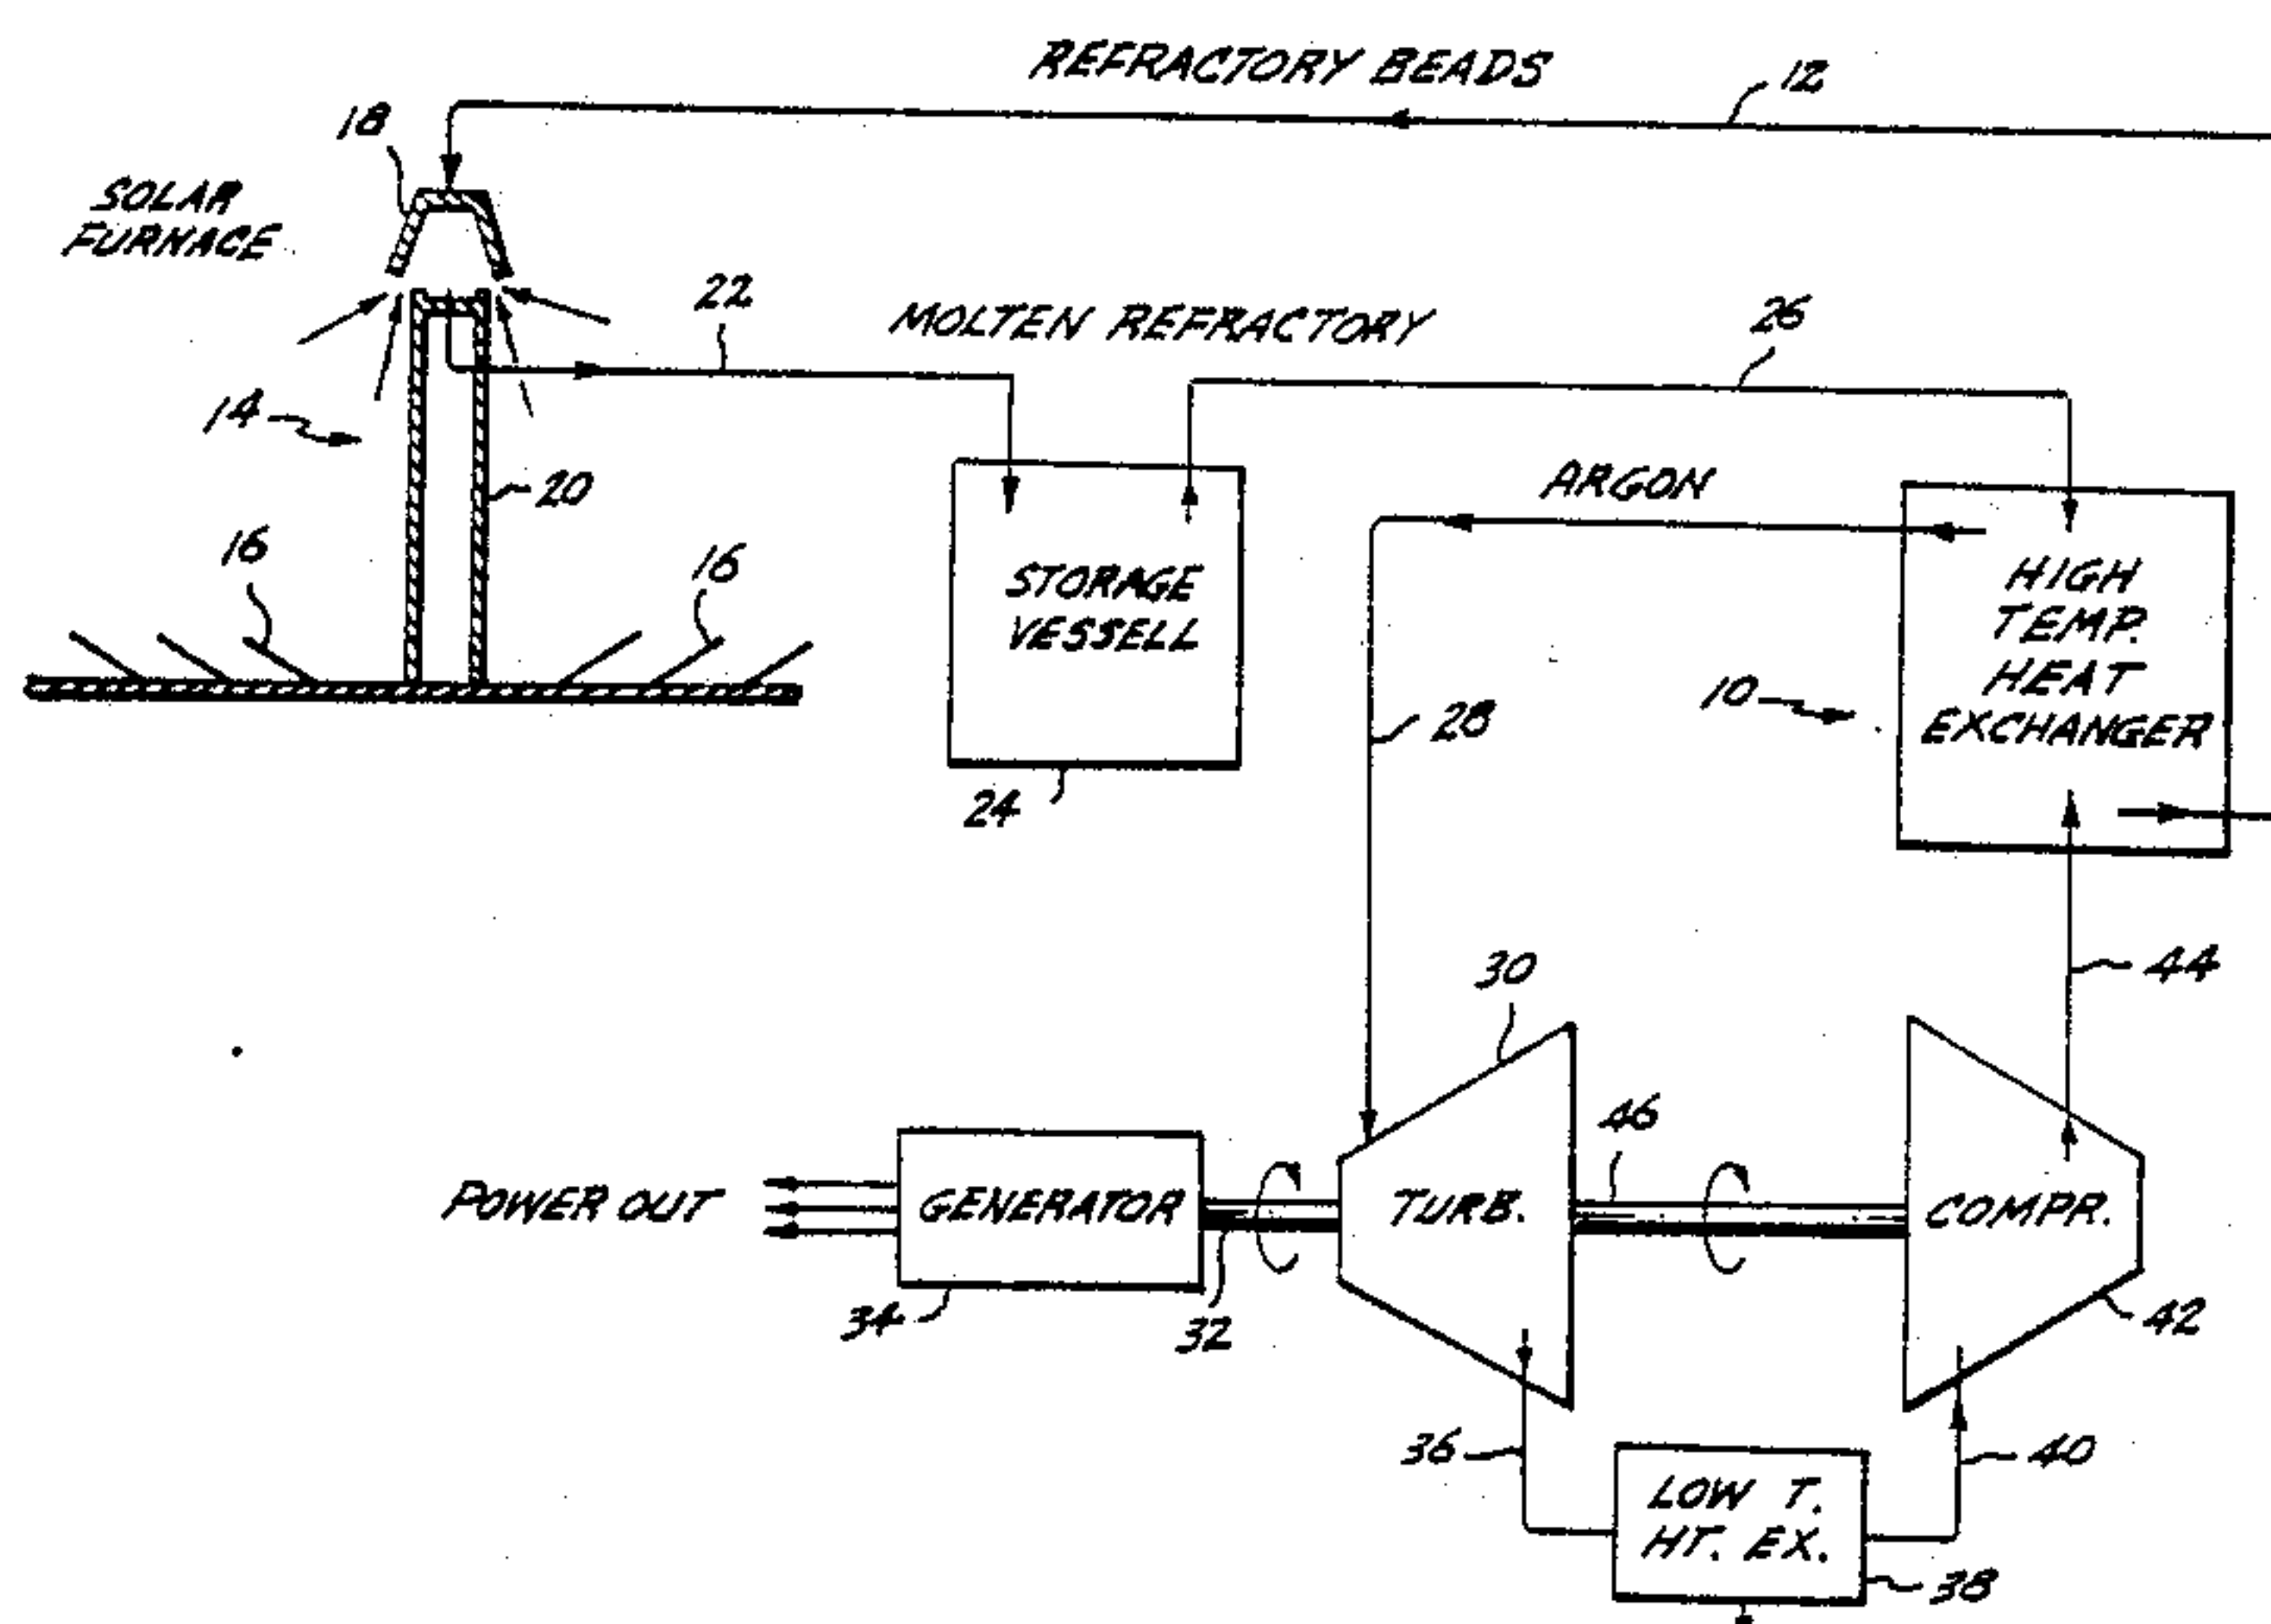 REFRACTORY BEADS
12
18
SOLAR
FURNACE
22
MOLTEN REFRACTORY
26
14
20
ARGON
16
16
STORAGE
VESSELL
HIGH
TEMP.
HEAT
EXCHANGER
10
28
24
30
44
46
POWER OUT
GENERATOR
TURB.
COMPR.
34
32
42
36
40
LOW T.
HT. EX.
38